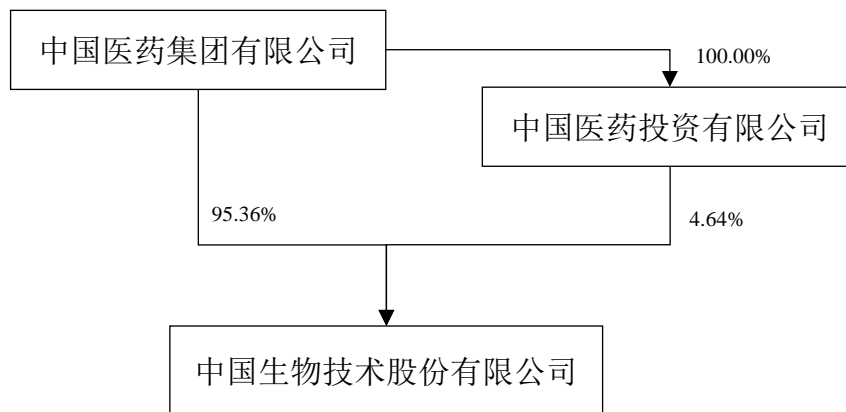 中国医药集团有限公司
100.00%
中国医药投资有限公司
95.36%
4.64%
中国生物技术股份有限公司